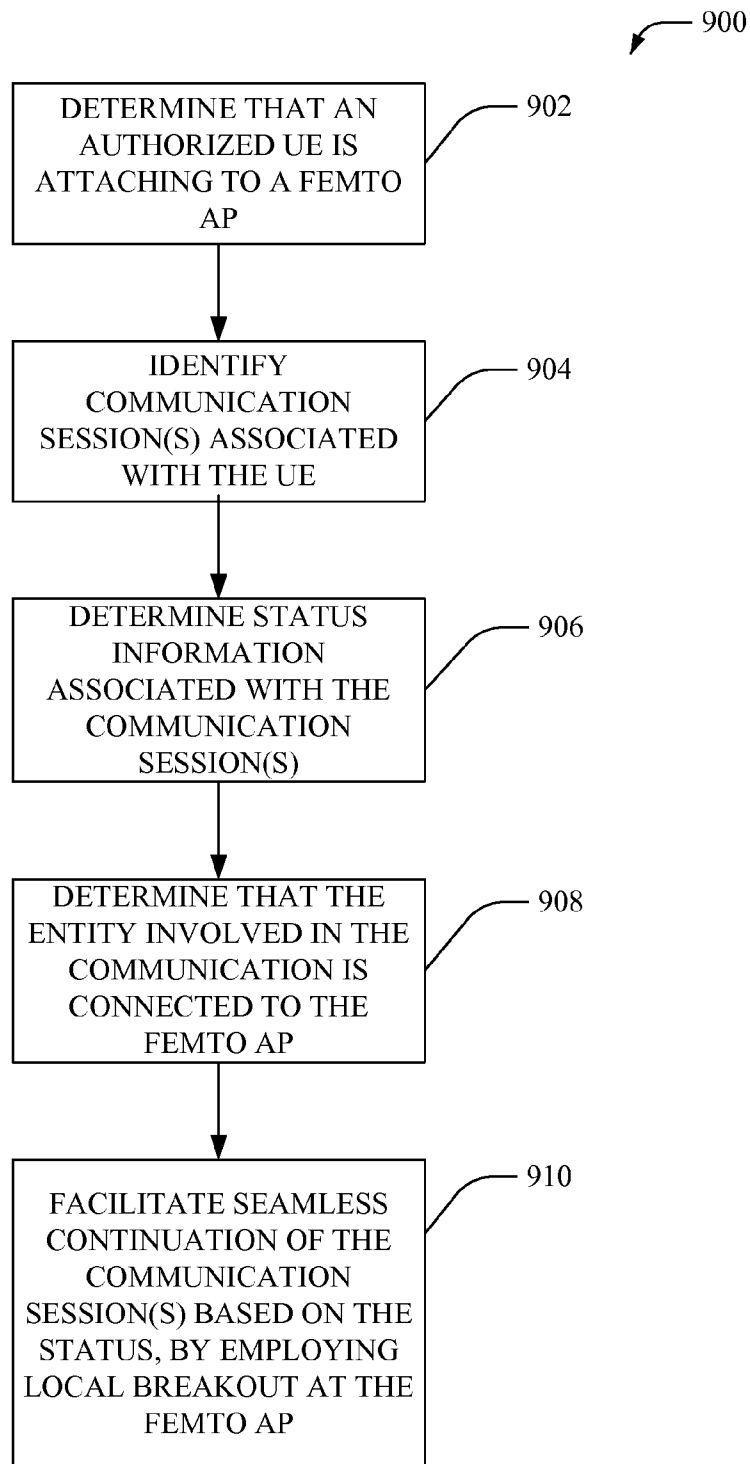 900
DETERMINE THAT AN
AUTHORIZED UE IS
ATTACHING TO A FEMTO
AP
902
IDENTIFY
COMMUNICATION
SESSION(S) ASSOCIATED
WITH THE UE
904
DETERMINE STATUS
INFORMATION
ASSOCIATED WITH THE
COMMUNICATION
SESSION(S)
906
DETERMINE THAT THE
ENTITY INVOLVED IN THE
COMMUNICATION IS
CONNECTED TO THE
FEMTO AP
908
FACILITATE SEAMLESS
CONTINUATION OF THE
COMMUNICATION
SESSION(S) BASED ON THE
STATUS, BY EMPLOYING
LOCAL BREAKOUT AT THE
FEMTO AP
910